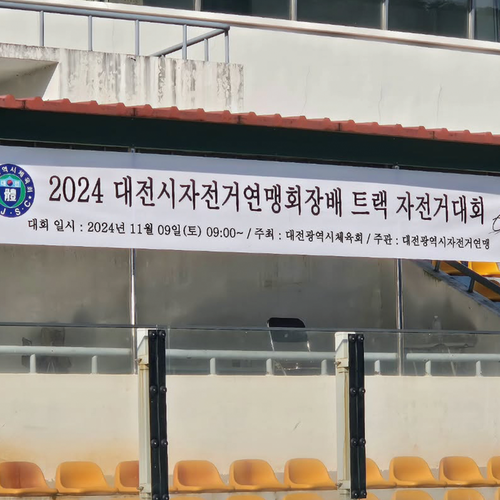 2024 대전시자전거연맹회장배 트랙 자전거대회
대회 일시 : 2024년 11월 09일(토) 09:00~ / 주최 : 대전광역시체육회 / 주관 : 대전광역시자전거연맹